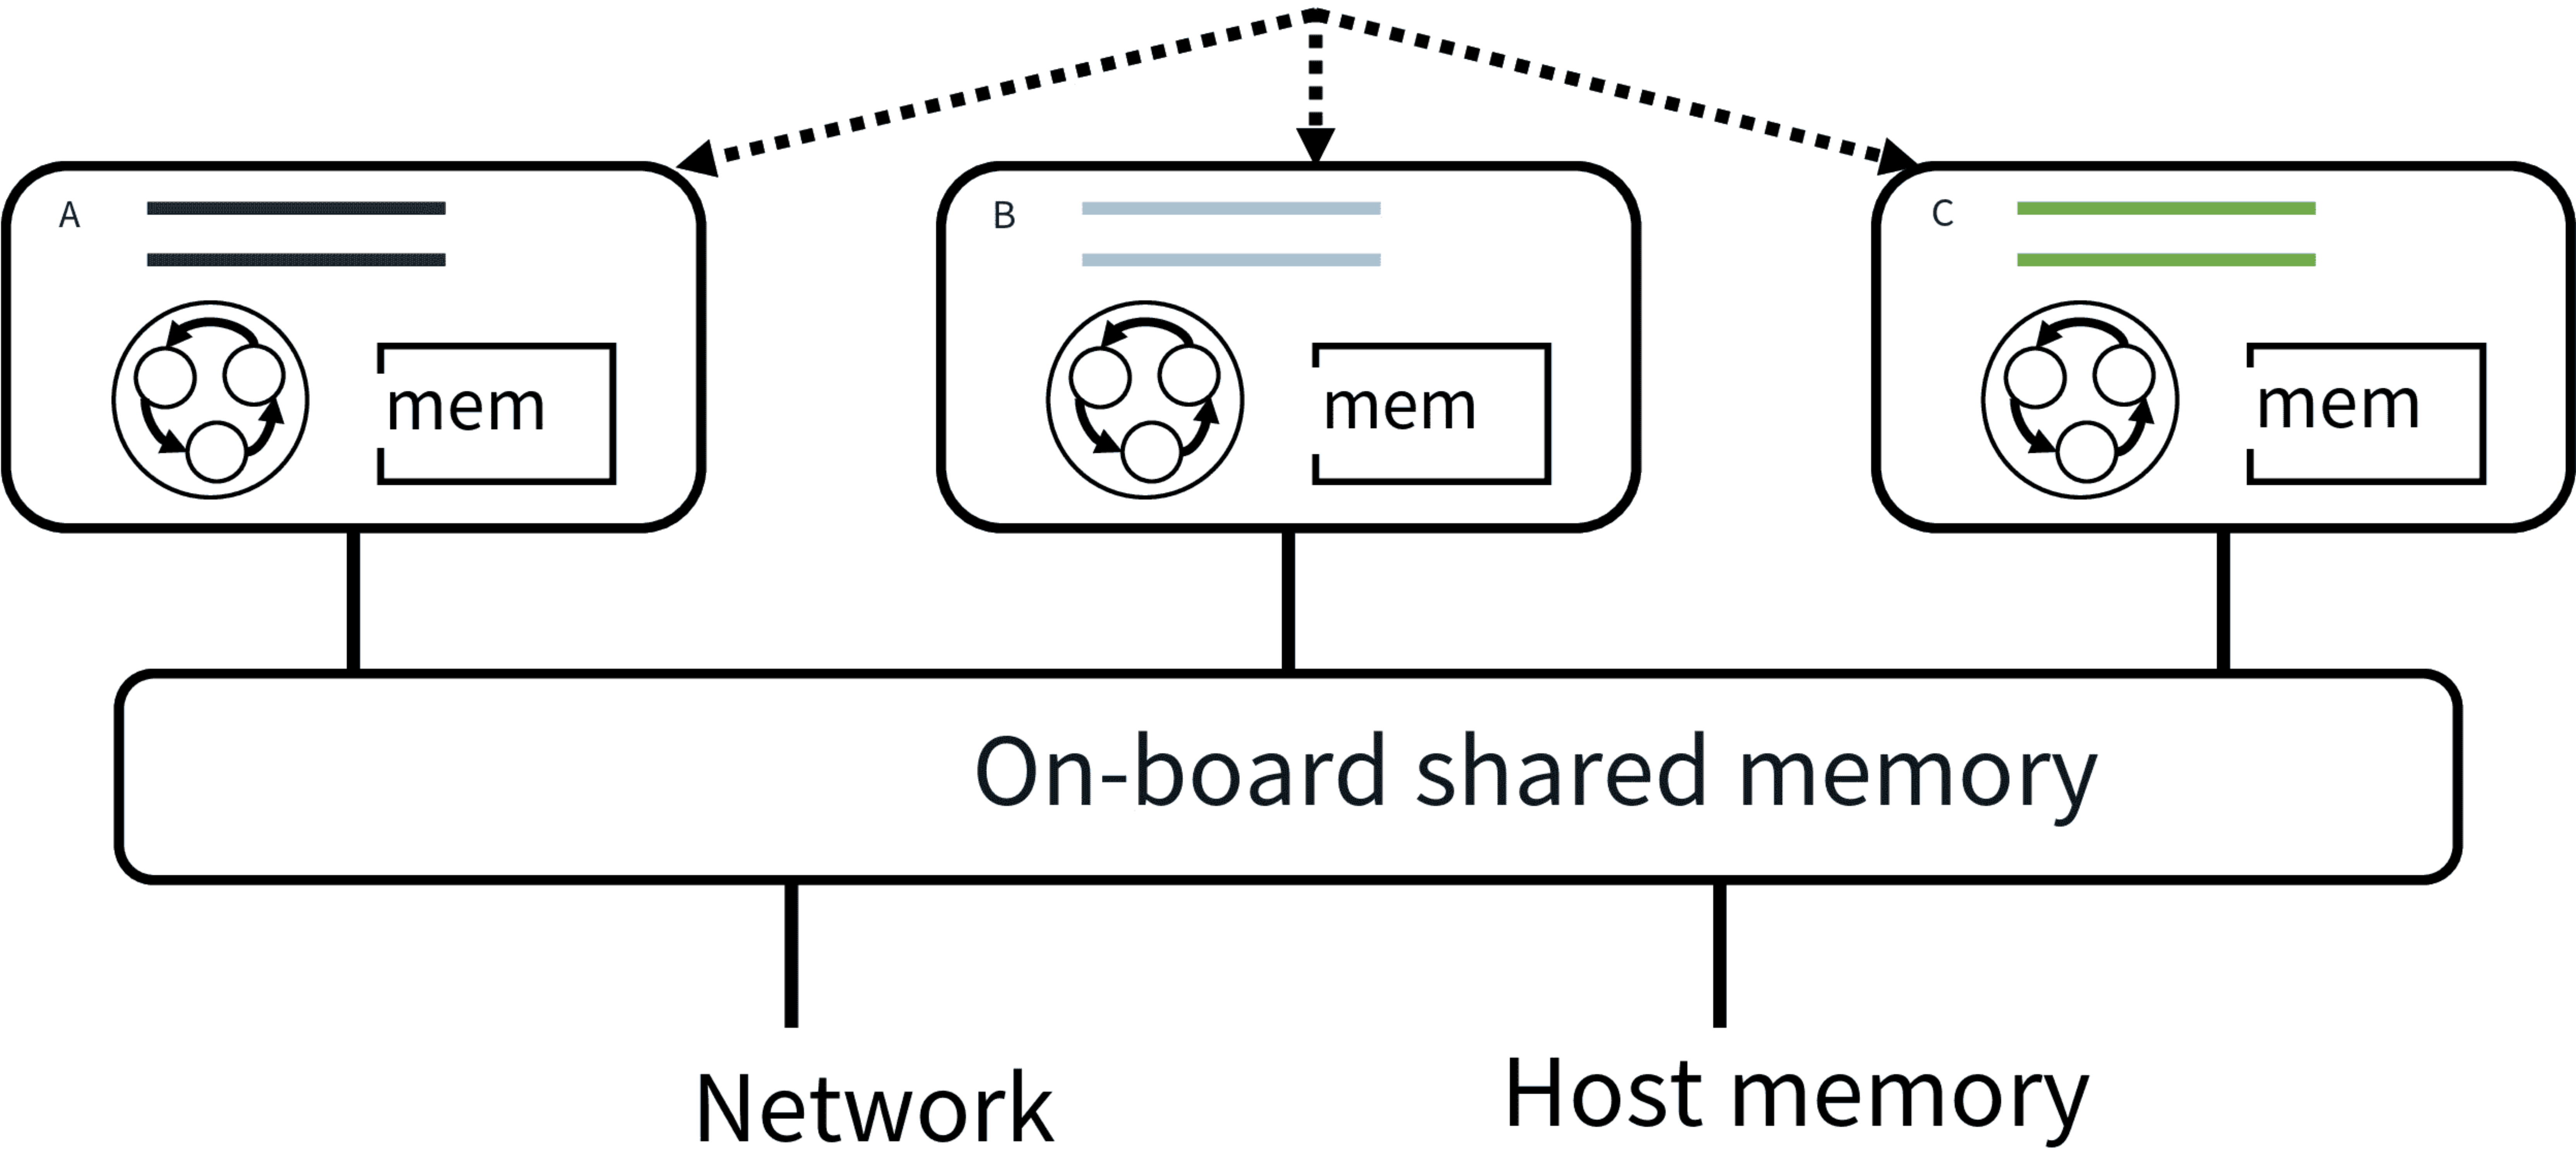 A
B
C
mem
mem
mem
On-board shared memory
Network
Host memory